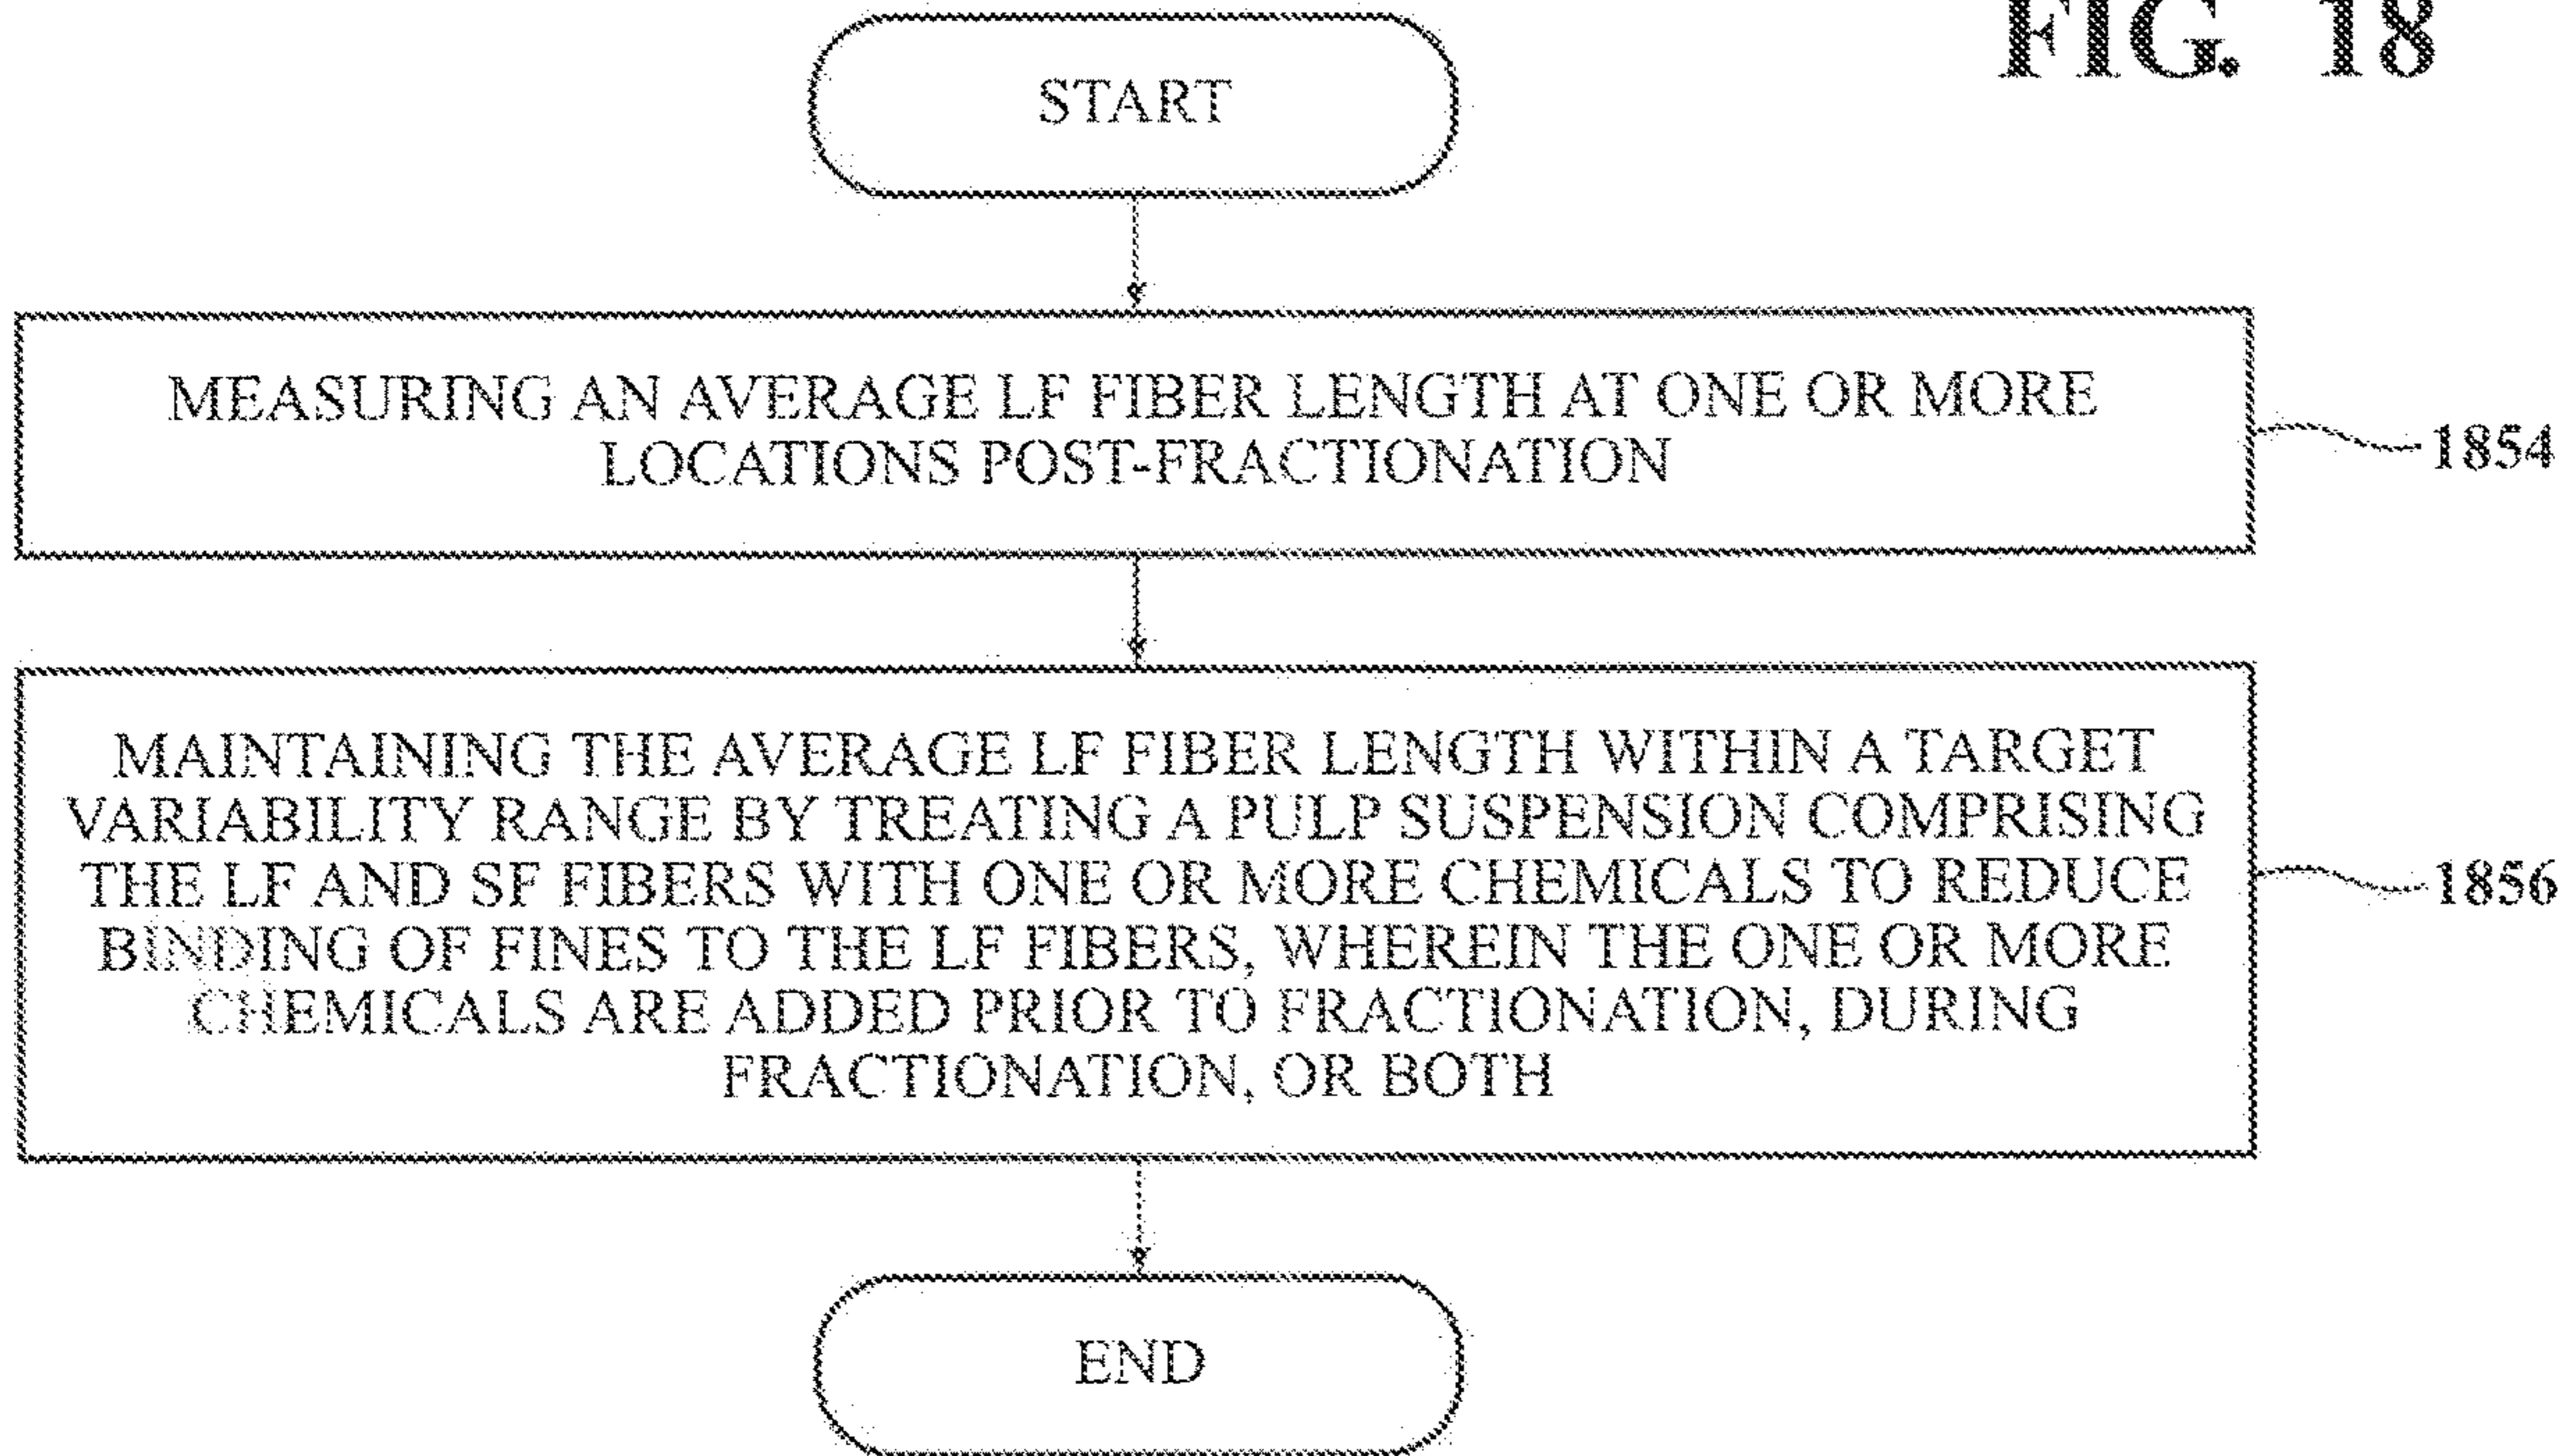 FIG. 18
START
MEASURING AN AVERAGE LF FIBER LENGTH AT ONE OR MORE
LOCATIONS POST-FRACTIONATION
1854
MAINTAINING THE AVERAGE LF FIBER LENGTH WITHIN A TARGET
VARIABILITY RANGE BY TREATING A PULP SUSPENSION COMPRISING
THE LF AND SF FIBERS WITH ONE OR MORE CHEMICALS TO REDUCE
BINDING OF FINES TO THE LF FIBERS, WHEREIN THE ONE OR MORE
CHEMICALS ARE ADDED PRIOR TO FRACTIONATION, DURING
FRACTIONATION, OR BOTH
1856
END